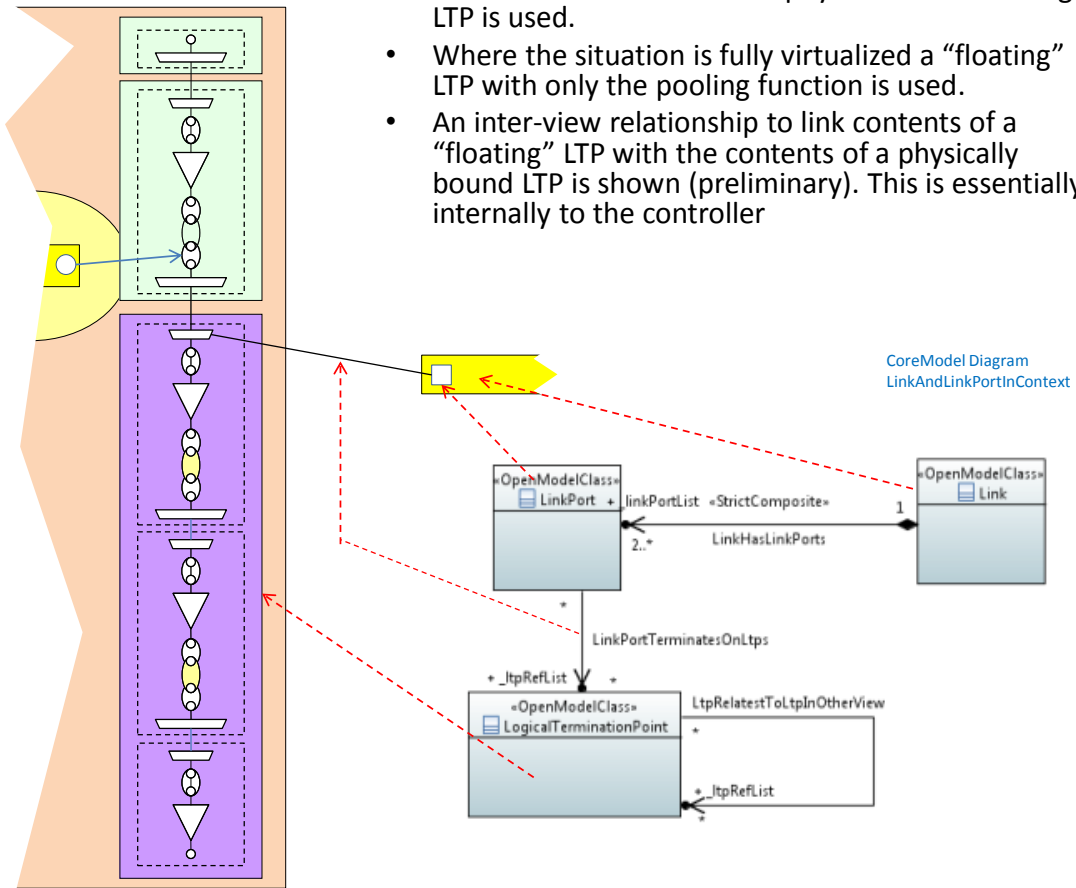 LTP is used.
• Where the situation is fully virtualized a “floating”
LTP with only the pooling function is used.
• An inter-view relationship to link contents of a
“floating” LTP with the contents of a physically
bound LTP is shown (preliminary). This is essentially
internally to the controller
CoreModel Diagram
LinkAndLinkPortInContext
«OpenModelClass»
LinkPort
+ _linkPortList «StrictComposite»
1
2..*
LinkHasLinkPorts
«OpenModelClass»
Link
*
LinkPortTerminatesOnLtps
+ _ltpRefList
*
«OpenModelClass»
LogicalTerminationPoint
LtpRelatestToLtpInOtherView
*
+ _ltpRefList
*